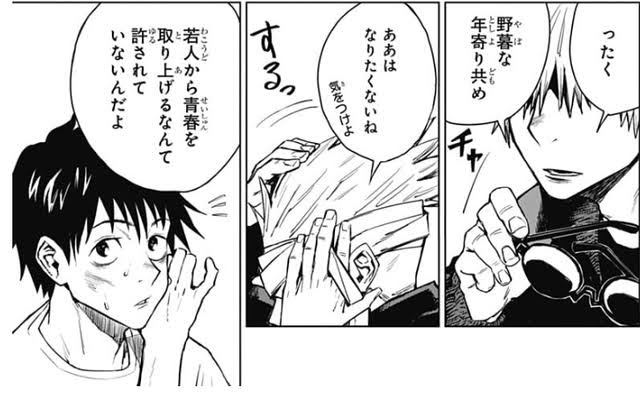 ったく
野暮な
年寄り共め
チャ
ああは
なりたくないね
気をつけよ
するっ
若人から青春を
取り上げるなんて
許されて
いないんだよ